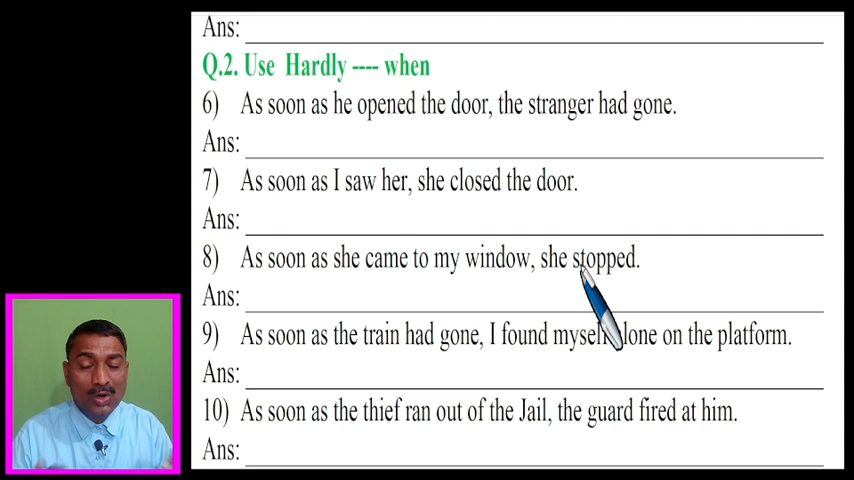 Ans:
Q.2. Use Hardly ---- when
6) As soon as he opened the door, the stranger had gone.
Ans:
7) As soon as I saw her, she closed the door.
Ans:
8) As soon as she came to my window, she stopped.
Ans:
9) As soon as the train had gone, I found myself alone on the platform.
Ans:
10) As soon as the thief ran out of the Jail, the guard fired at him.
Ans: